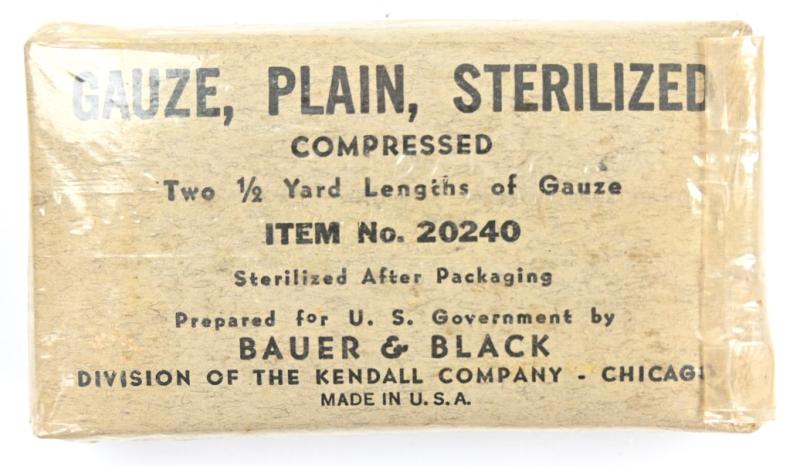 GAUZE, PLAIN, STERILIZED
COMPRESSED
Two ½ Yard Lengths of Gauze
ITEM No. 20240
Sterilized After Packaging
Prepared for U. S. Government by
BAUER & BLACK
DIVISION OF THE KENDALL COMPANY - CHICAGO
MADE IN U. S. A.